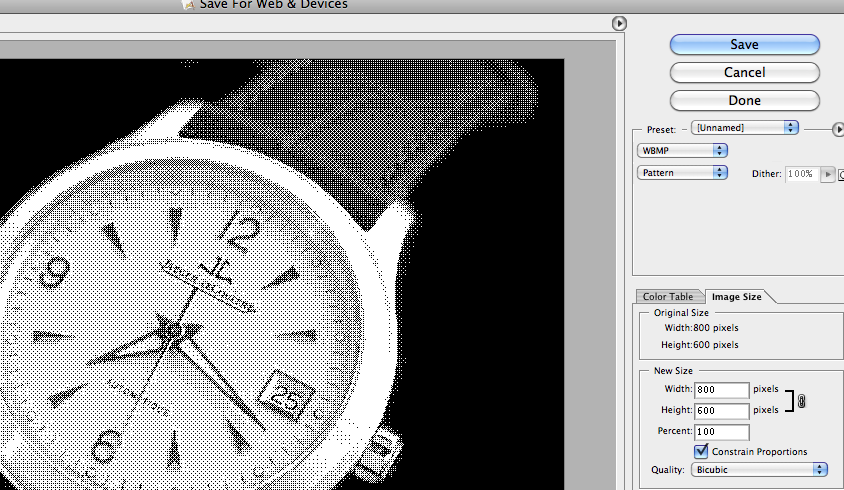 Save For Web & Devices
Save
Cancel
Done
Preset: [Unnamed]
WBMP
Pattern
Dither: 100%
12
9
JL
25
6
Color Table
Image Size
Original Size
Width:800 pixels
Height:600 pixels
New Size
Width: 800 pixels
Height: 600 pixels
Percent: 100
Constrain Proportions
Quality: Bicubic